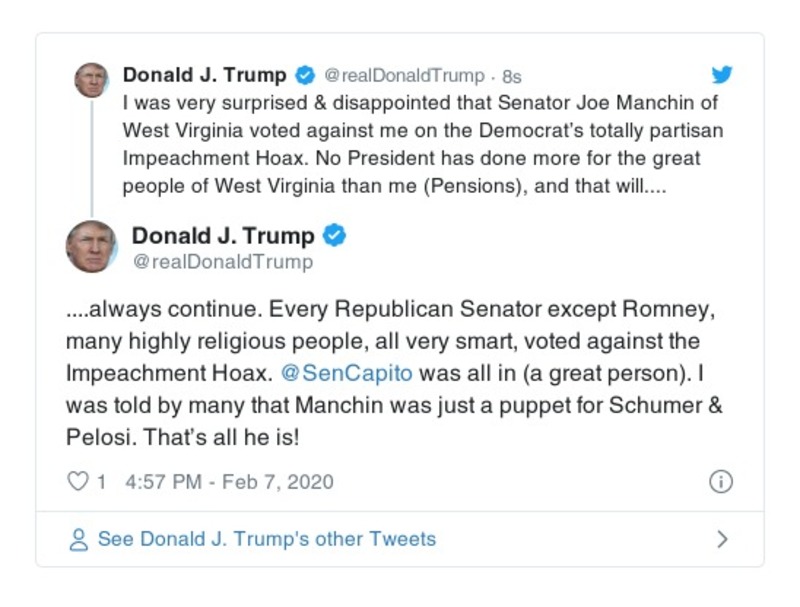 Donald J. Trump @realDonaldTrump · 8s
I was very surprised & disappointed that Senator Joe Manchin of
West Virginia voted against me on the Democrat’s totally partisan
Impeachment Hoax. No President has done more for the great
people of West Virginia than me (Pensions), and that will....
Donald J. Trump
@realDonaldTrump
....always continue. Every Republican Senator except Romney,
many highly religious people, all very smart, voted against the
Impeachment Hoax. @SenCapito was all in (a great person). I
was told by many that Manchin was just a puppet for Schumer &
Pelosi. That’s all he is!
1 4:57 PM - Feb 7, 2020
See Donald J. Trump's other Tweets